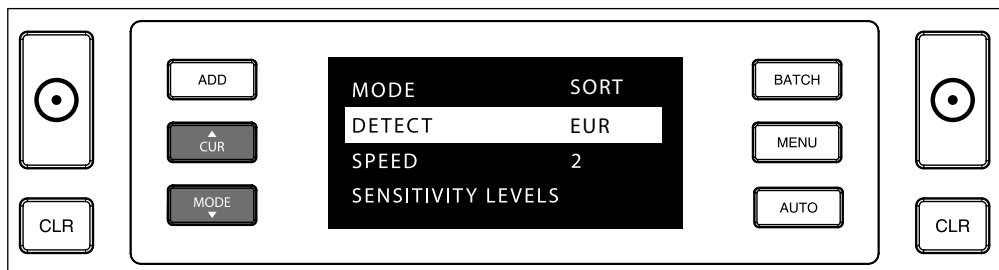 ADD
CUR
MODE
CLR
MODE SORT
DETECT EUR
SPEED 2
SENSITIVITY LEVELS
BATCH
MENU
AUTO
CLR